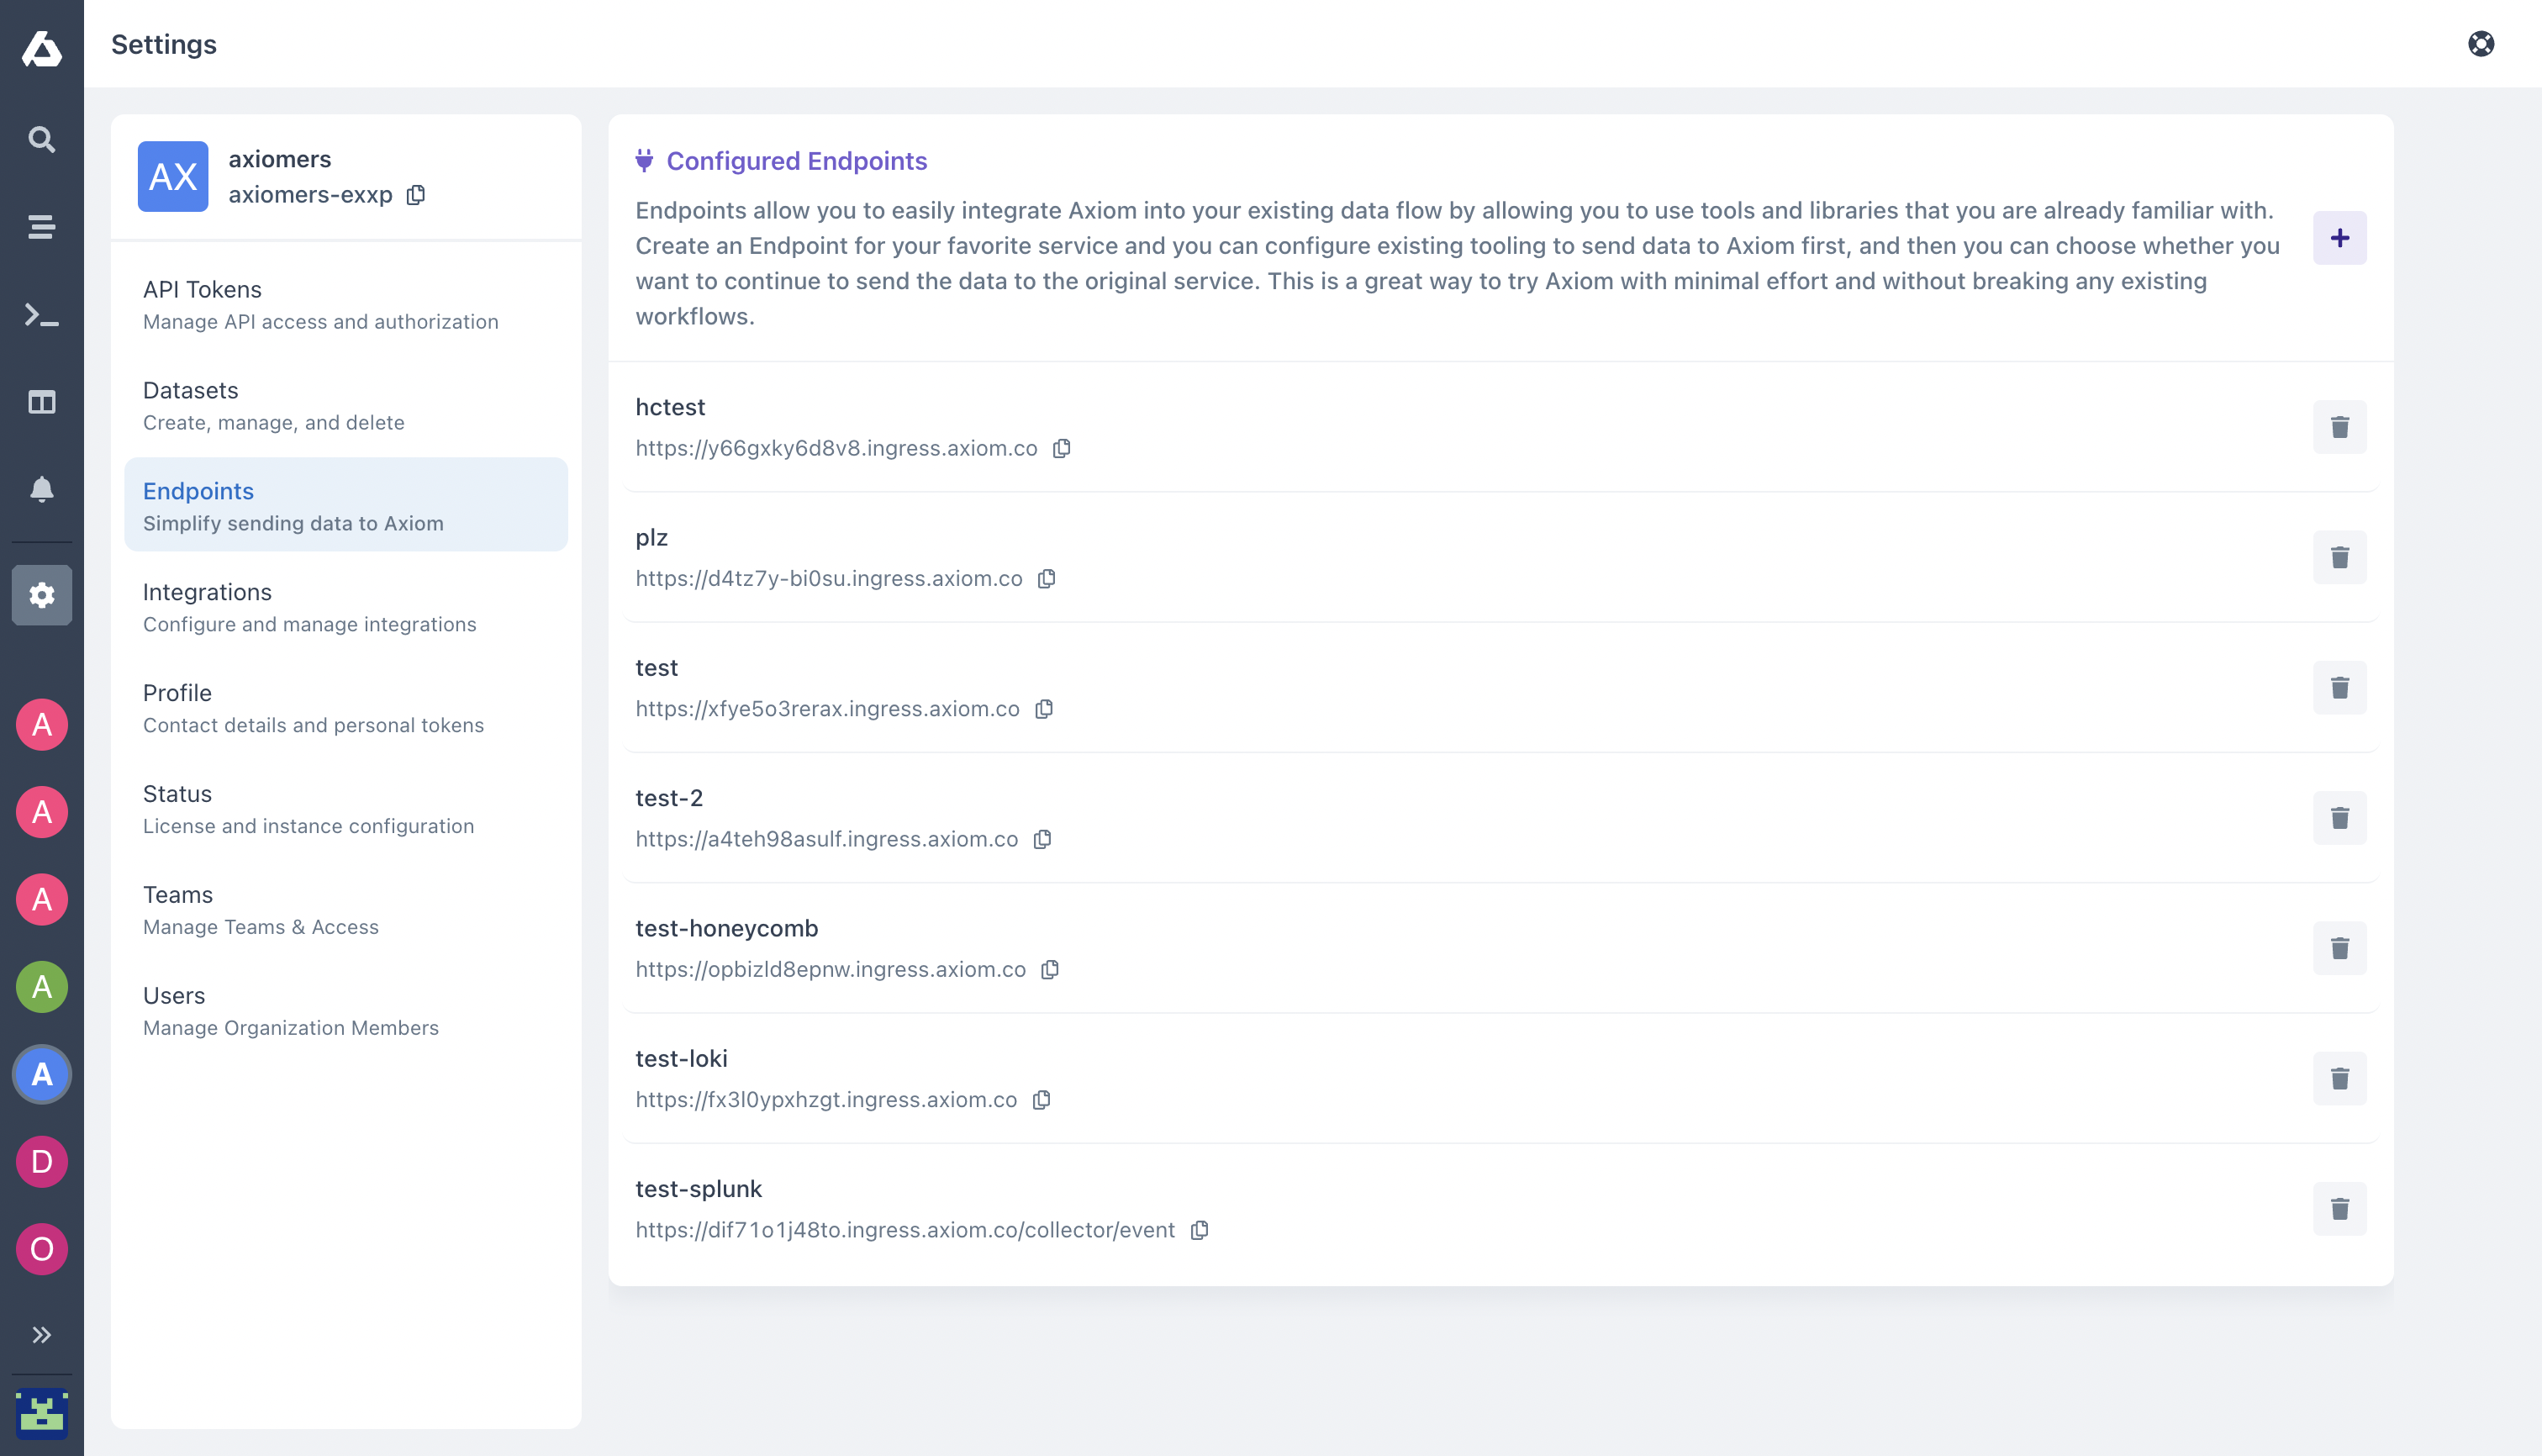 Settings
AX
axiomers
axiomers-exxp
API Tokens
Manage API access and authorization
Datasets
Create, manage, and delete
Endpoints
Simplify sending data to Axiom
Integrations
Configure and manage integrations
Profile
Contact details and personal tokens
Status
License and instance configuration
Teams
Manage Teams & Access
Users
Manage Organization Members
A
A
A
A
A
D
O
Configured Endpoints
Endpoints allow you to easily integrate Axiom into your existing data flow by allowing you to use tools and libraries that you are already familiar with.
Create an Endpoint for your favorite service and you can configure existing tooling to send data to Axiom first, and then you can choose whether you
want to continue to send the data to the original service. This is a great way to try Axiom with minimal effort and without breaking any existing
workflows.
hctest
https://y66gxky6d8v8.ingress.axiom.co
plz
https://d4tz7y-bi0su.ingress.axiom.co
test
https://xfye5o3rerax.ingress.axiom.co
test-2
https://a4teh98asulf.ingress.axiom.co
test-honeycomb
https://opbizld8epnw.ingress.axiom.co
test-loki
https://fx3l0ypxhzgt.ingress.axiom.co
test-splunk
https://dif71o1j48to.ingress.axiom.co/collector/event